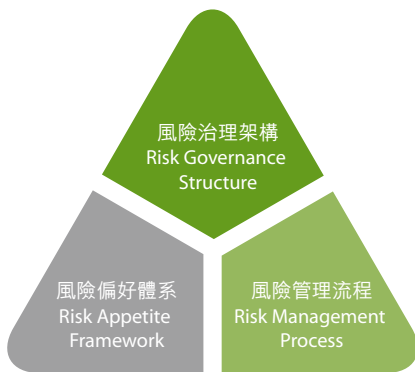 風險治理架構
Risk Governance
Structure
風險偏好體系
Risk Appetite
Framework
風險管理流程
Risk Management
Process